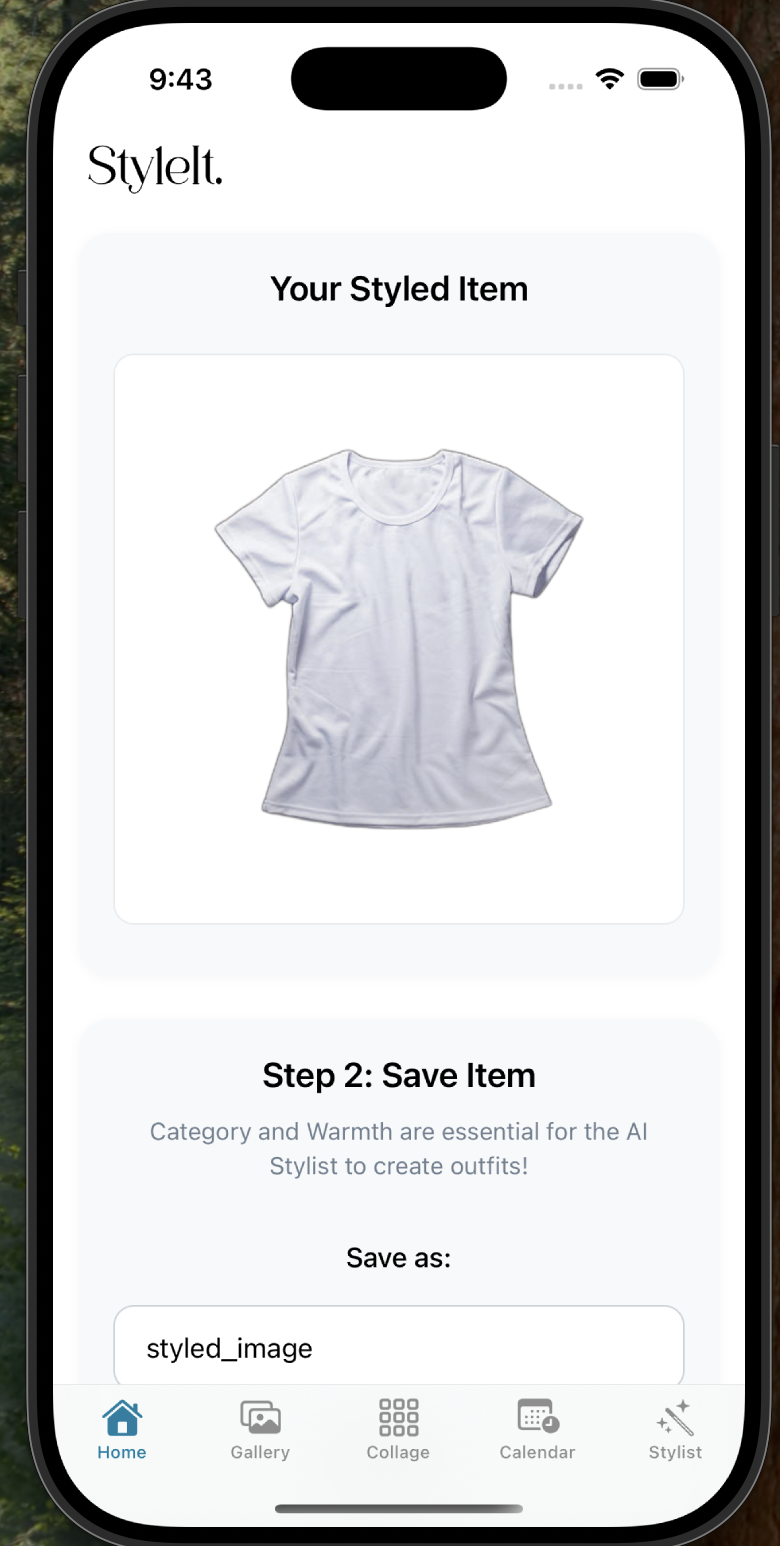 9:43
StyleIt.
Your Styled Item
Step 2: Save Item
Category and Warmth are essential for the AI
Stylist to create outfits!
Save as:
styled_image
Home
Gallery
Collage
Calendar
Stylist